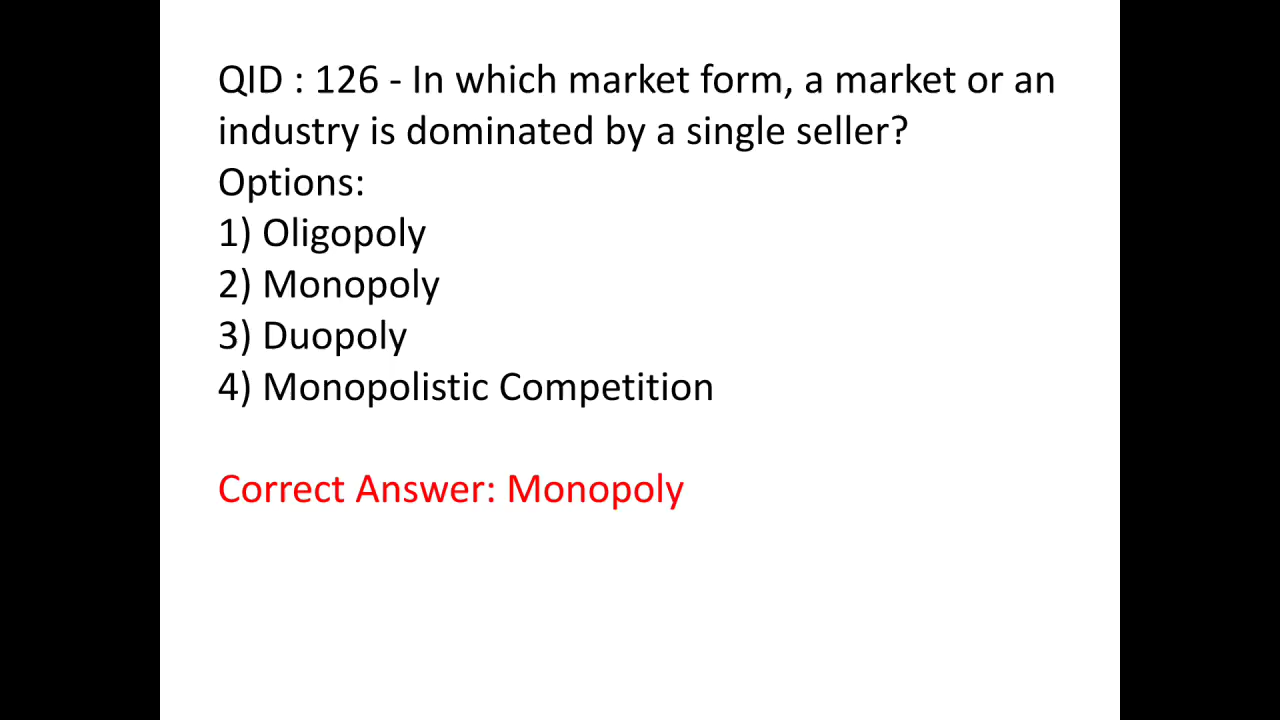 QID : 126 - In which market form, a market or an
industry is dominated by a single seller?
Options:
1) Oligopoly
2) Monopoly
3) Duopoly
4) Monopolistic Competition
Correct Answer: Monopoly